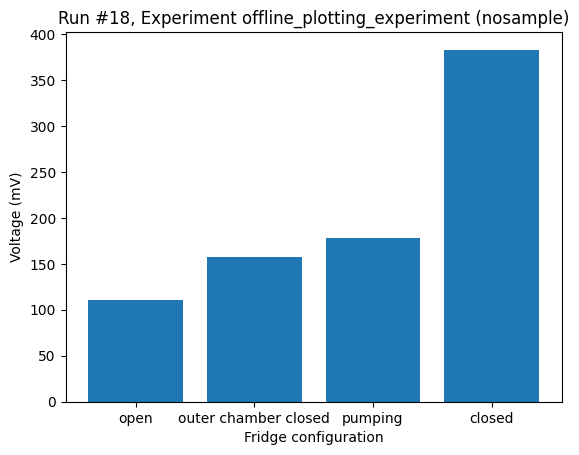 Run #18, Experiment offline_plotting_experiment (nosample)
400
350
300
250
200
150
100
50
0
Voltage (mV)
open outer chamber closed pumping closed
Fridge configuration